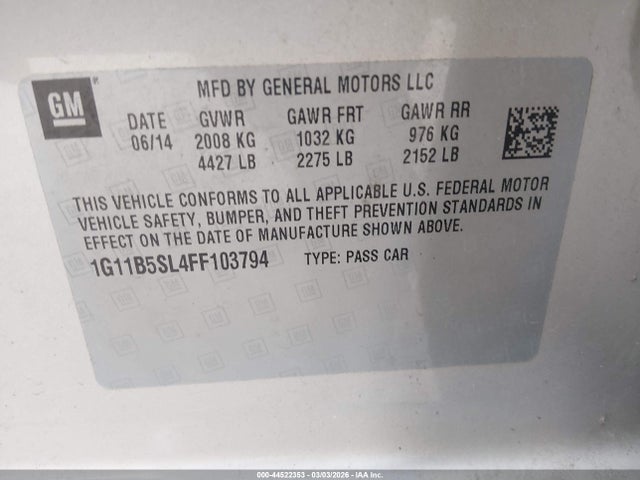 GM
MFD BY GENERAL MOTORS LLC
DATE GVWR GAWR FRT GAWR RR
06/14 2008 KG 1032 KG 976 KG
4427 LB 2275 LB 2152 LB
THIS VEHICLE CONFORMS TO ALL APPLICABLE U.S. FEDERAL MOTOR
VEHICLE SAFETY, BUMPER, AND THEFT PREVENTION STANDARDS IN
EFFECT ON THE DATE OF MANUFACTURE SHOWN ABOVE.
1G11B5SL4FF103794 TYPE: PASS CAR
000-44522353 - 03/03/2026 - IAA Inc.